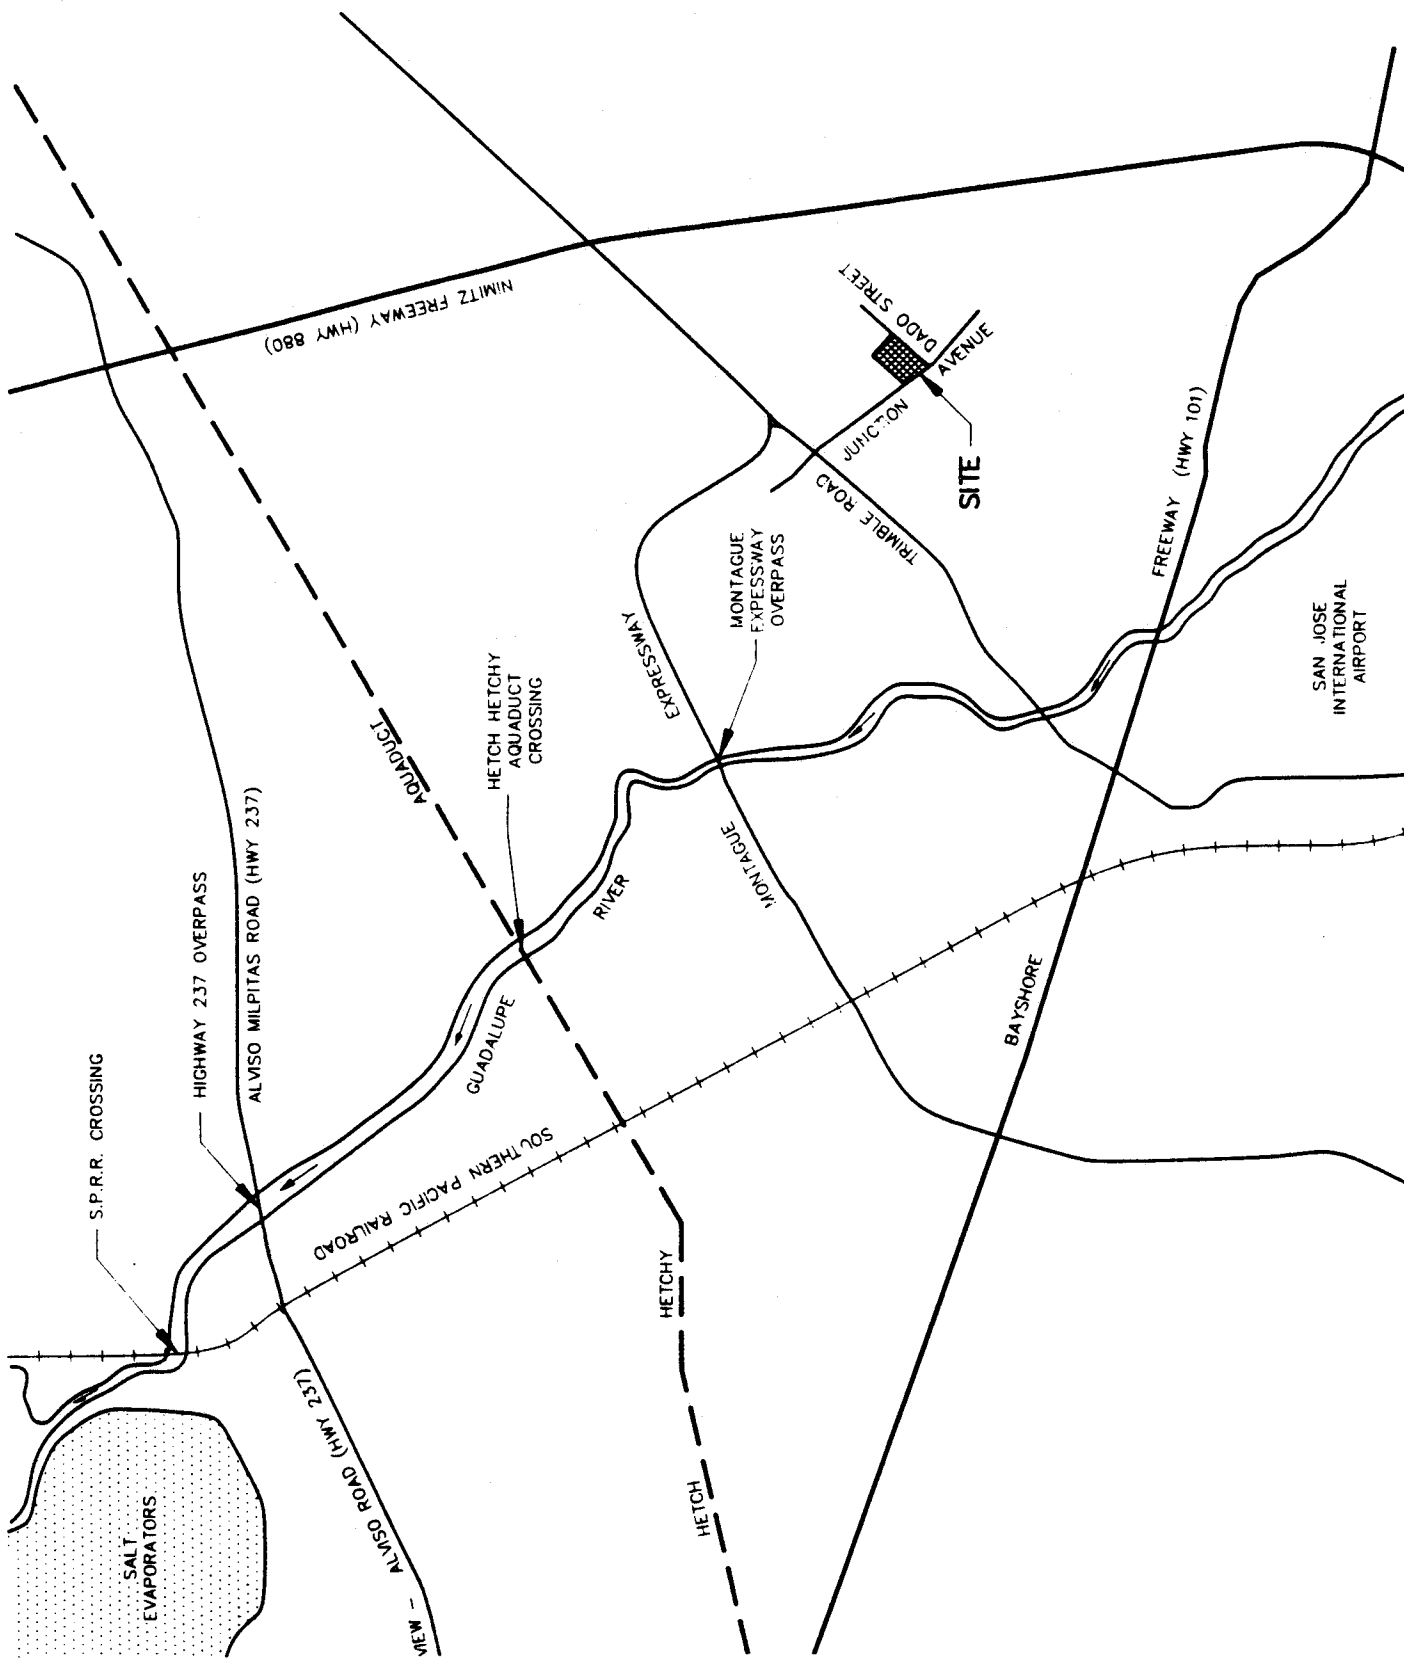 S.P.R.R. CROSSING
HIGHWAY 237 OVERPASS
ALVISO MILPITAS ROAD (HWY 237)
NIMITZ FREEWAY (HWY 880)
AQUADUCT
HETCH HETCHY
AQUADUCT
CROSSING
GUADALUPE
RIVER
SOUTHERN PACIFIC RAILROAD
SALT
EVAPORATORS
VIEW - ALVISO ROAD (HWY 237)
HETCH
HETCHY
MONTAGUE
EXPRESSWAY
MONTAGUE
EXPESSWAY
OVERPASS
TRIMBLE ROAD
JUNCTION
AVENUE
DADO STREET
SITE
BAYSHORE
FREEWAY (HWY 101)
SAN JOSE
INTERNATIONAL
AIRPORT